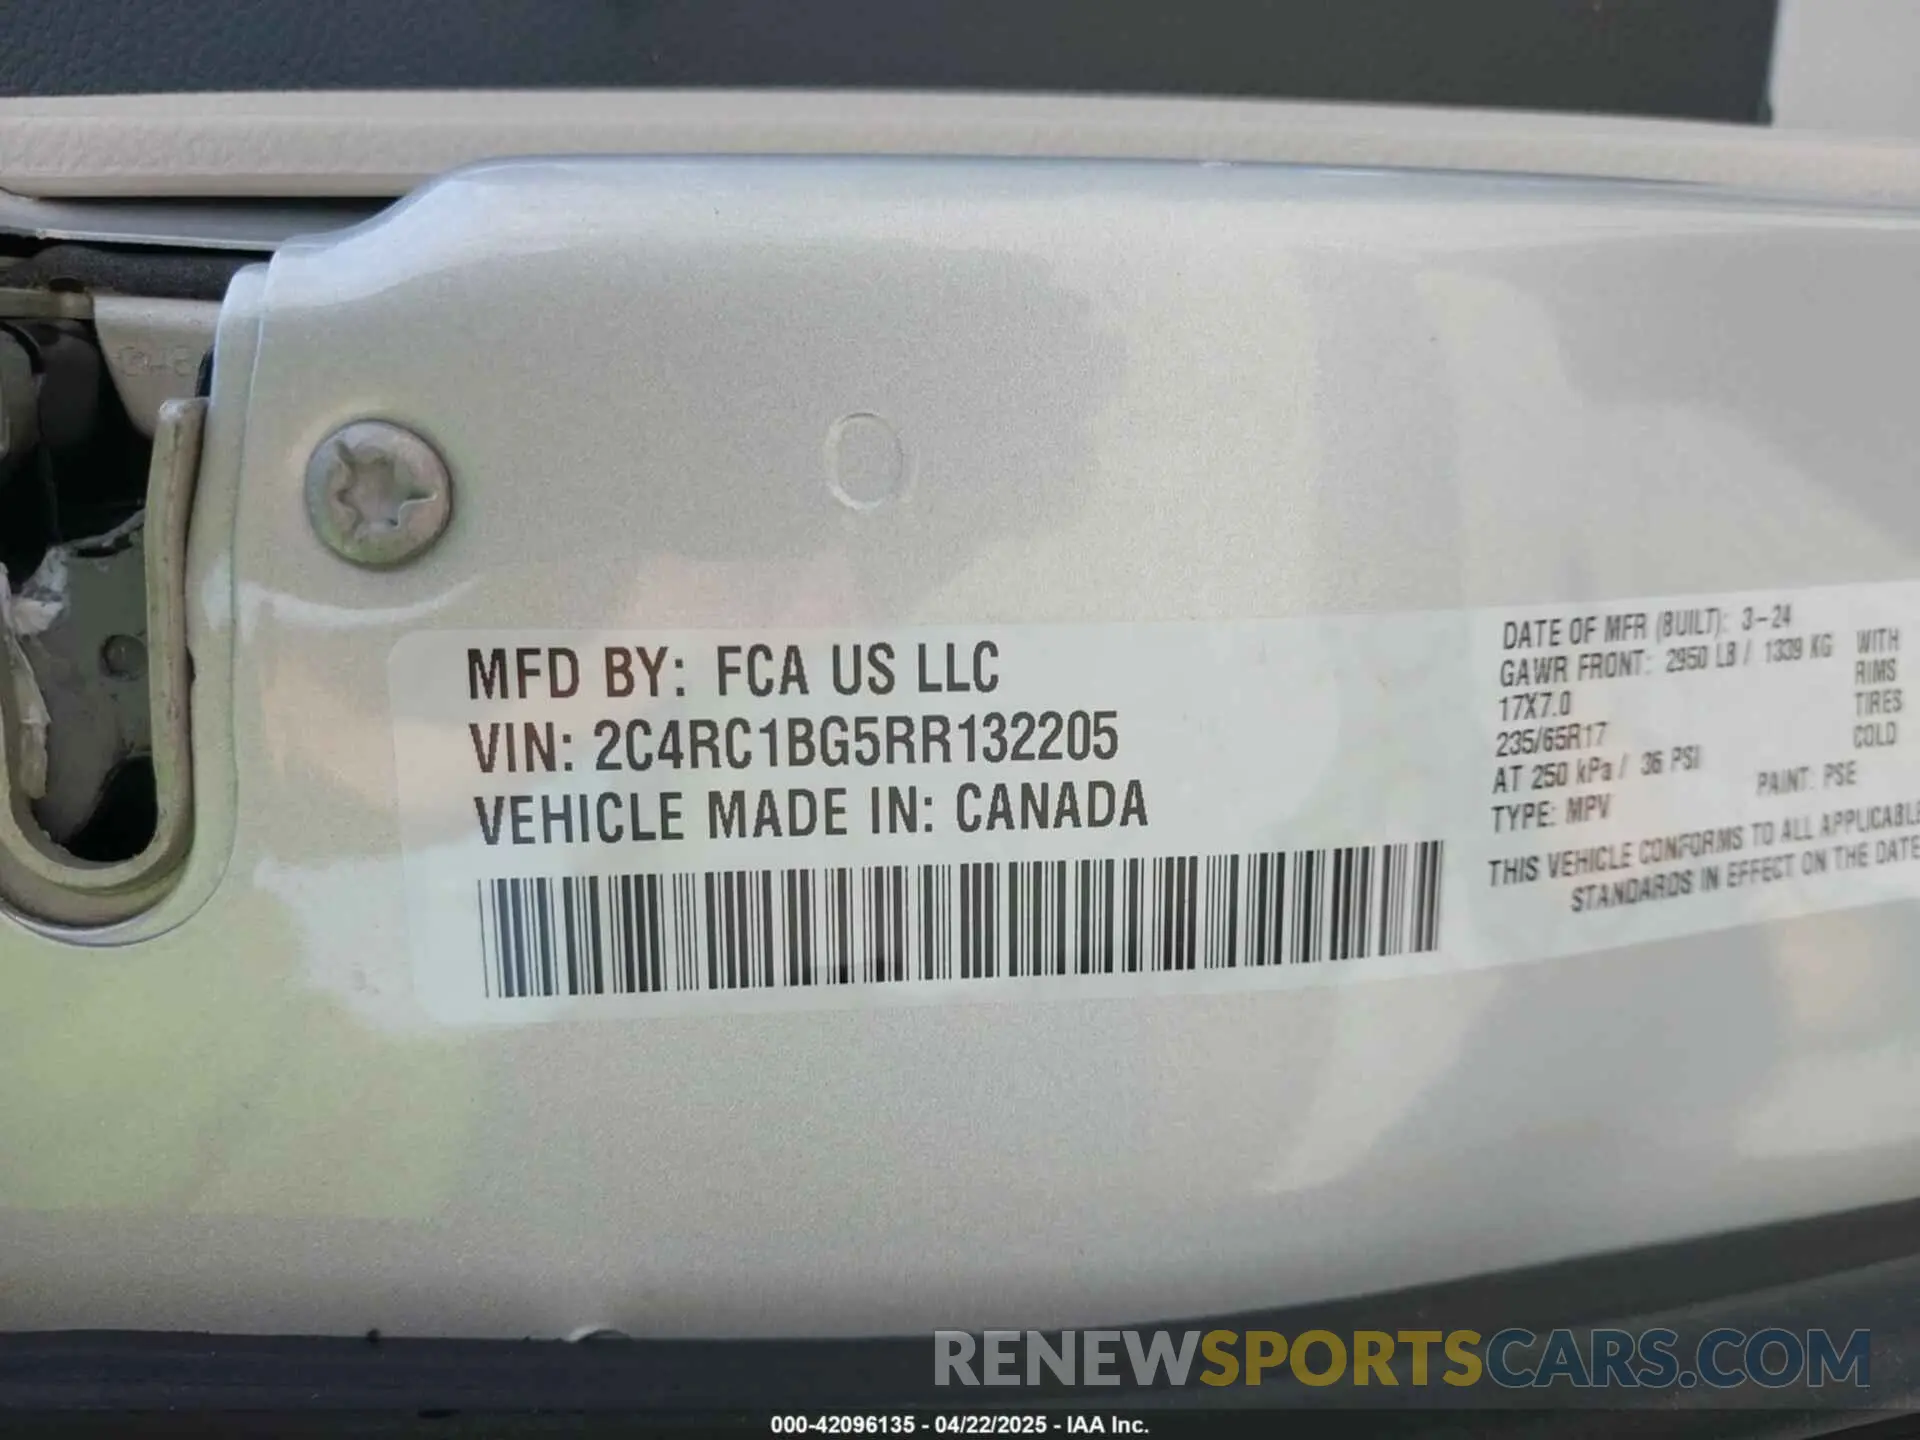 MFD BY: FCA US LLC
VIN: 2C4RC1BG5RR132205
VEHICLE MADE IN: CANADA
DATE OF MFR (BUILT): 3-24
GAWR FRONT: 2950 LB / 1339 KG WITH
17X7.0 RIMS
235/65R17 TIRES
AT 250 kPa / 36 PSI COLD
TYPE: MPV PAINT: PSE
THIS VEHICLE CONFORMS TO ALL APPLICABLE
STANDARDS IN EFFECT ON THE DATE
RENEWSPORTSCARS.COM
000-42096135 - 04/22/2025 - IAA Inc.